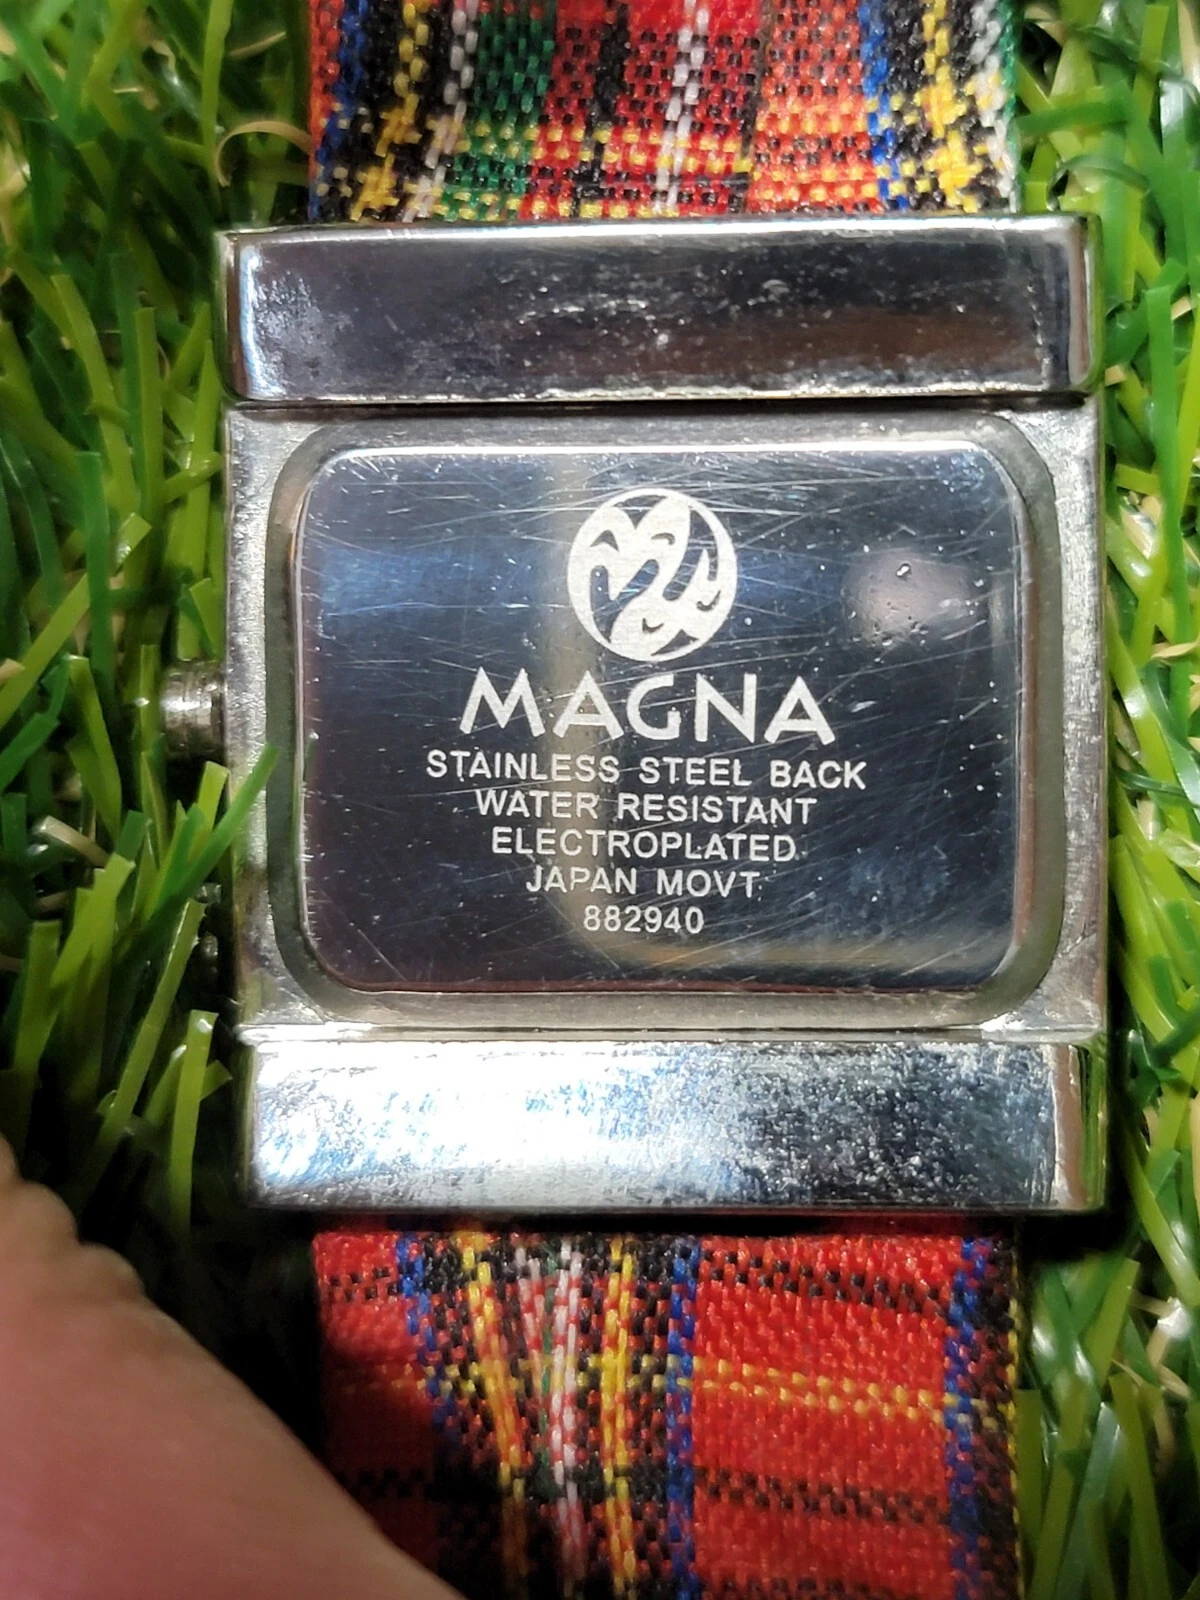 MAGNA
STAINLESS STEEL BACK
WATER RESISTANT
ELECTROPLATED
JAPAN MOVT
882940